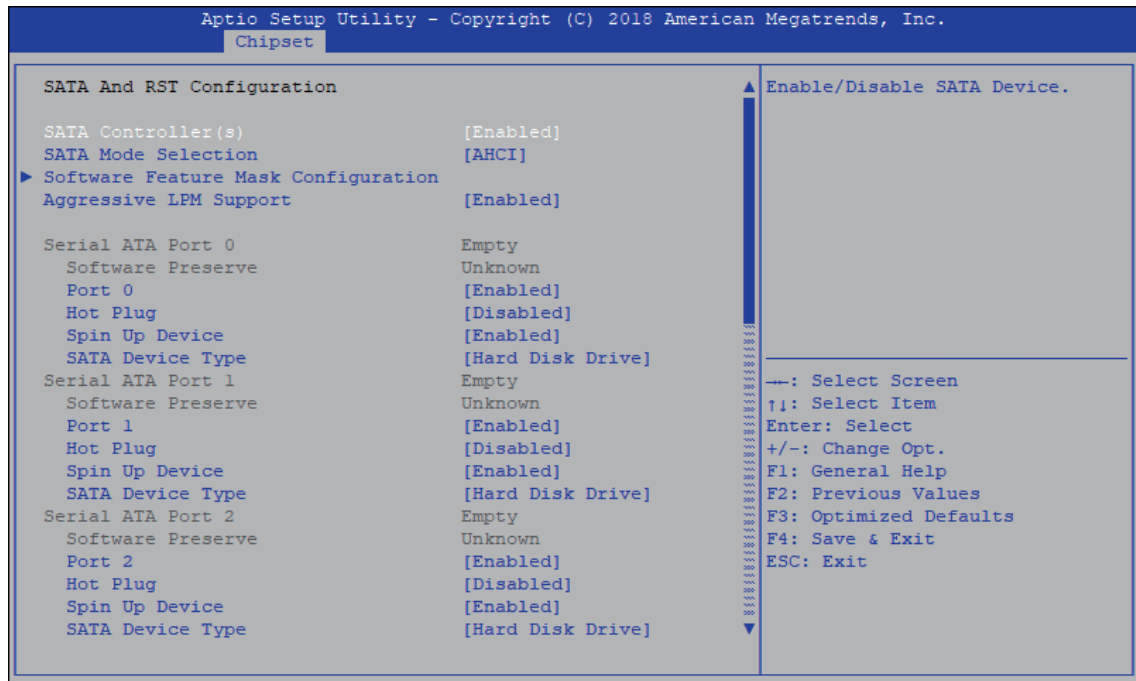 Aptio Setup Utility - Copyright (C) 2018 American Megatrends, Inc.
Chipset
SATA And RST Configuration
SATA Controller(s) [Enabled]
SATA Mode Selection [AHCI]
► Software Feature Mask Configuration
Aggressive LPM Support [Enabled]
Serial ATA Port 0 Empty
Software Preserve Unknown
Port 0 [Enabled]
Hot Plug [Disabled]
Spin Up Device [Enabled]
SATA Device Type [Hard Disk Drive]
Serial ATA Port 1 Empty
Software Preserve Unknown
Port 1 [Enabled]
Hot Plug [Disabled]
Spin Up Device [Enabled]
SATA Device Type [Hard Disk Drive]
Serial ATA Port 2 Empty
Software Preserve Unknown
Port 2 [Enabled]
Hot Plug [Disabled]
Spin Up Device [Enabled]
SATA Device Type [Hard Disk Drive]
Enable/Disable SATA Device.
→←: Select Screen
↑↓: Select Item
Enter: Select
+/-: Change Opt.
F1: General Help
F2: Previous Values
F3: Optimized Defaults
F4: Save & Exit
ESC: Exit